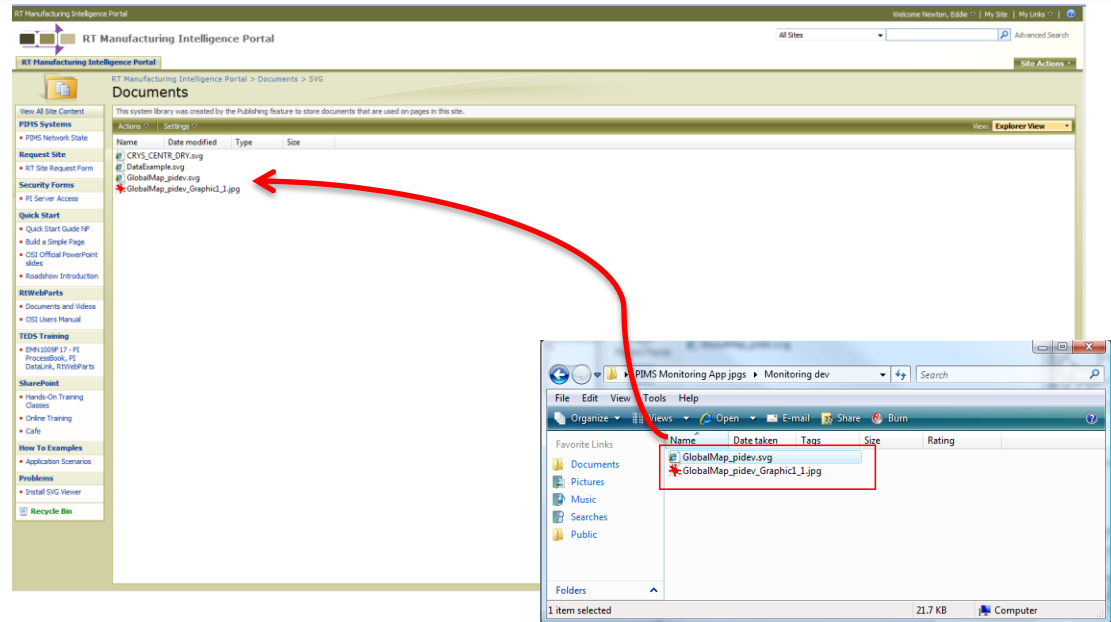 RT Manufacturing Intelligence Portal
Welcome Newton, Eddie | My Site | My Links |
RT Manufacturing Intelligence Portal
All Sites
Advanced Search
RT Manufacturing Intelligence Portal
Site Actions
RT Manufacturing Intelligence Portal > Documents > SVG
Documents
This system library was created by the Publishing feature to store documents that are used on pages in this site.
Actions Settings
View: Explorer View
Name Date modified Type Size
CRYS_CENTR_DRY.svg
DataExample.svg
GlobalMap_pidev.svg
GlobalMap_pidev_Graphic1_1.jpg
View All Site Content
PIMS Systems
PIMS Network State
Request Site
RT Site Request Form
Security Forms
PI Server Access
Quick Start
Quick Start Guide NF
Build a Simple Page
OSI Official PowerPoint
slides
Roadshow Introduction
RtWebParts
Documents and Videos
OSI Users Manual
TEDS Training
EMN1009F17 - PI
ProcessBook, PI
DataLink, RtWebParts
SharePoint
Hands-On Training
Classes
Online Training
Cafe
How To Examples
Application Scenarios
Problems
Install SVG Viewer
Recycle Bin
PIMS Monitoring App jpgs Monitoring dev
Search
File Edit View Tools Help
Organize Views Open E-mail Share Burn
Favorite Links
Documents
Pictures
Music
Searches
Public
Folders
Name Date taken Tags Size Rating
GlobalMap_pidev.svg
GlobalMap_pidev_Graphic1_1.jpg
1 item selected
21.7 KB
Computer